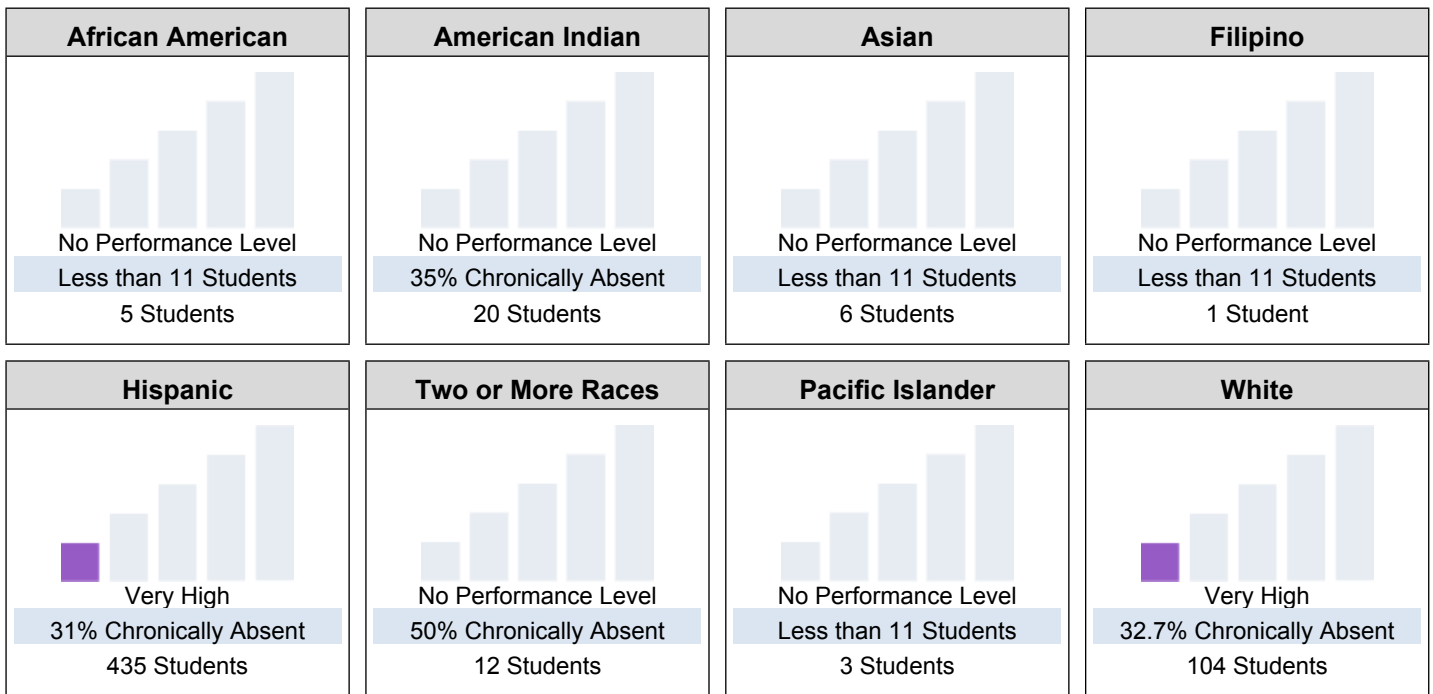 African American
No Performance Level
Less than 11 Students
5 Students
American Indian
No Performance Level
35% Chronically Absent
20 Students
Asian
No Performance Level
Less than 11 Students
6 Students
Filipino
No Performance Level
Less than 11 Students
1 Student
Hispanic
Very High
31% Chronically Absent
435 Students
Two or More Races
No Performance Level
50% Chronically Absent
12 Students
Pacific Islander
No Performance Level
Less than 11 Students
3 Students
White
Very High
32.7% Chronically Absent
104 Students